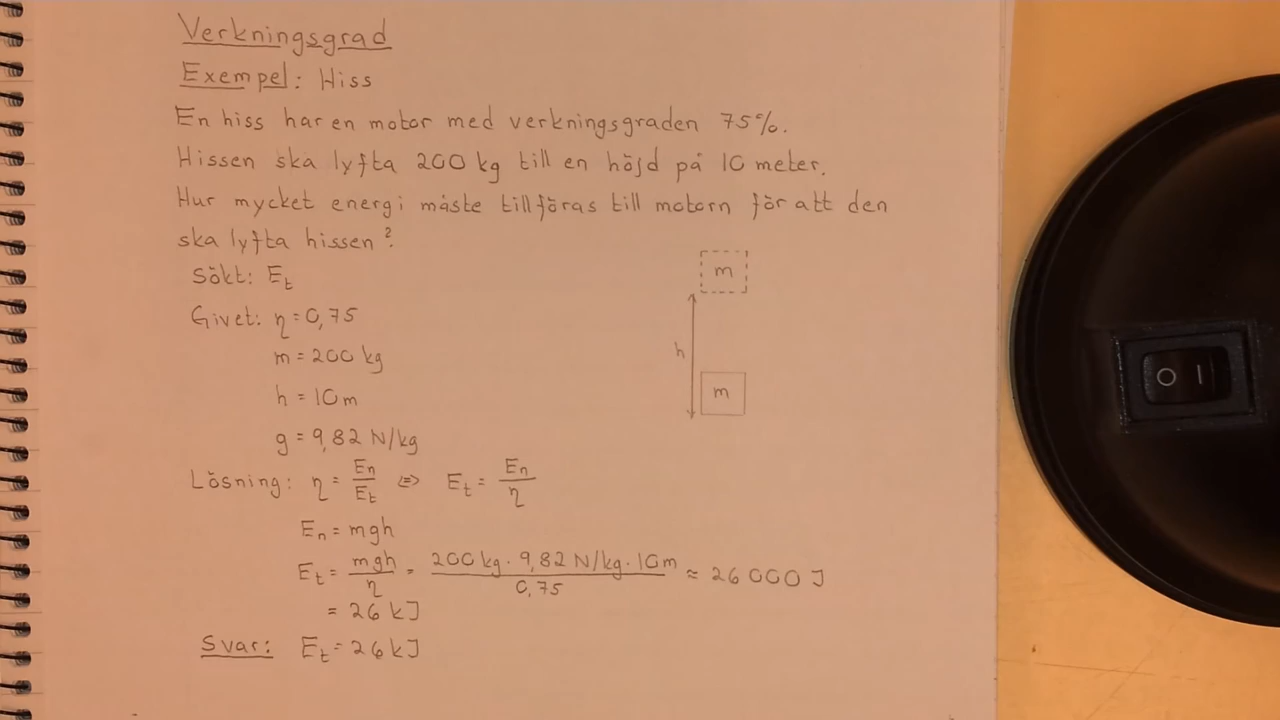 Verkningsgrad
Exempel: Hiss
En hiss har en motor med verkningsgraden 75%.
Hissen ska lyfta 200 kg till en höjd på 10 meter.
Hur mycket energi måste tillföras till motorn för att den
ska lyfta hissen?
m
Sökt: Et
Givet: η = 0,75
m = 200 kg
h
h = 10m
m
g = 9,82 N/kg
Lösning: η = En/Et <=> Et = En/η
En = mgh
Et = mgh/η = 200 kg · 9,82 N/kg · 10m/0,75 ≈ 26 000 J
= 26 kJ
Svar: Et = 26 kJ
O I